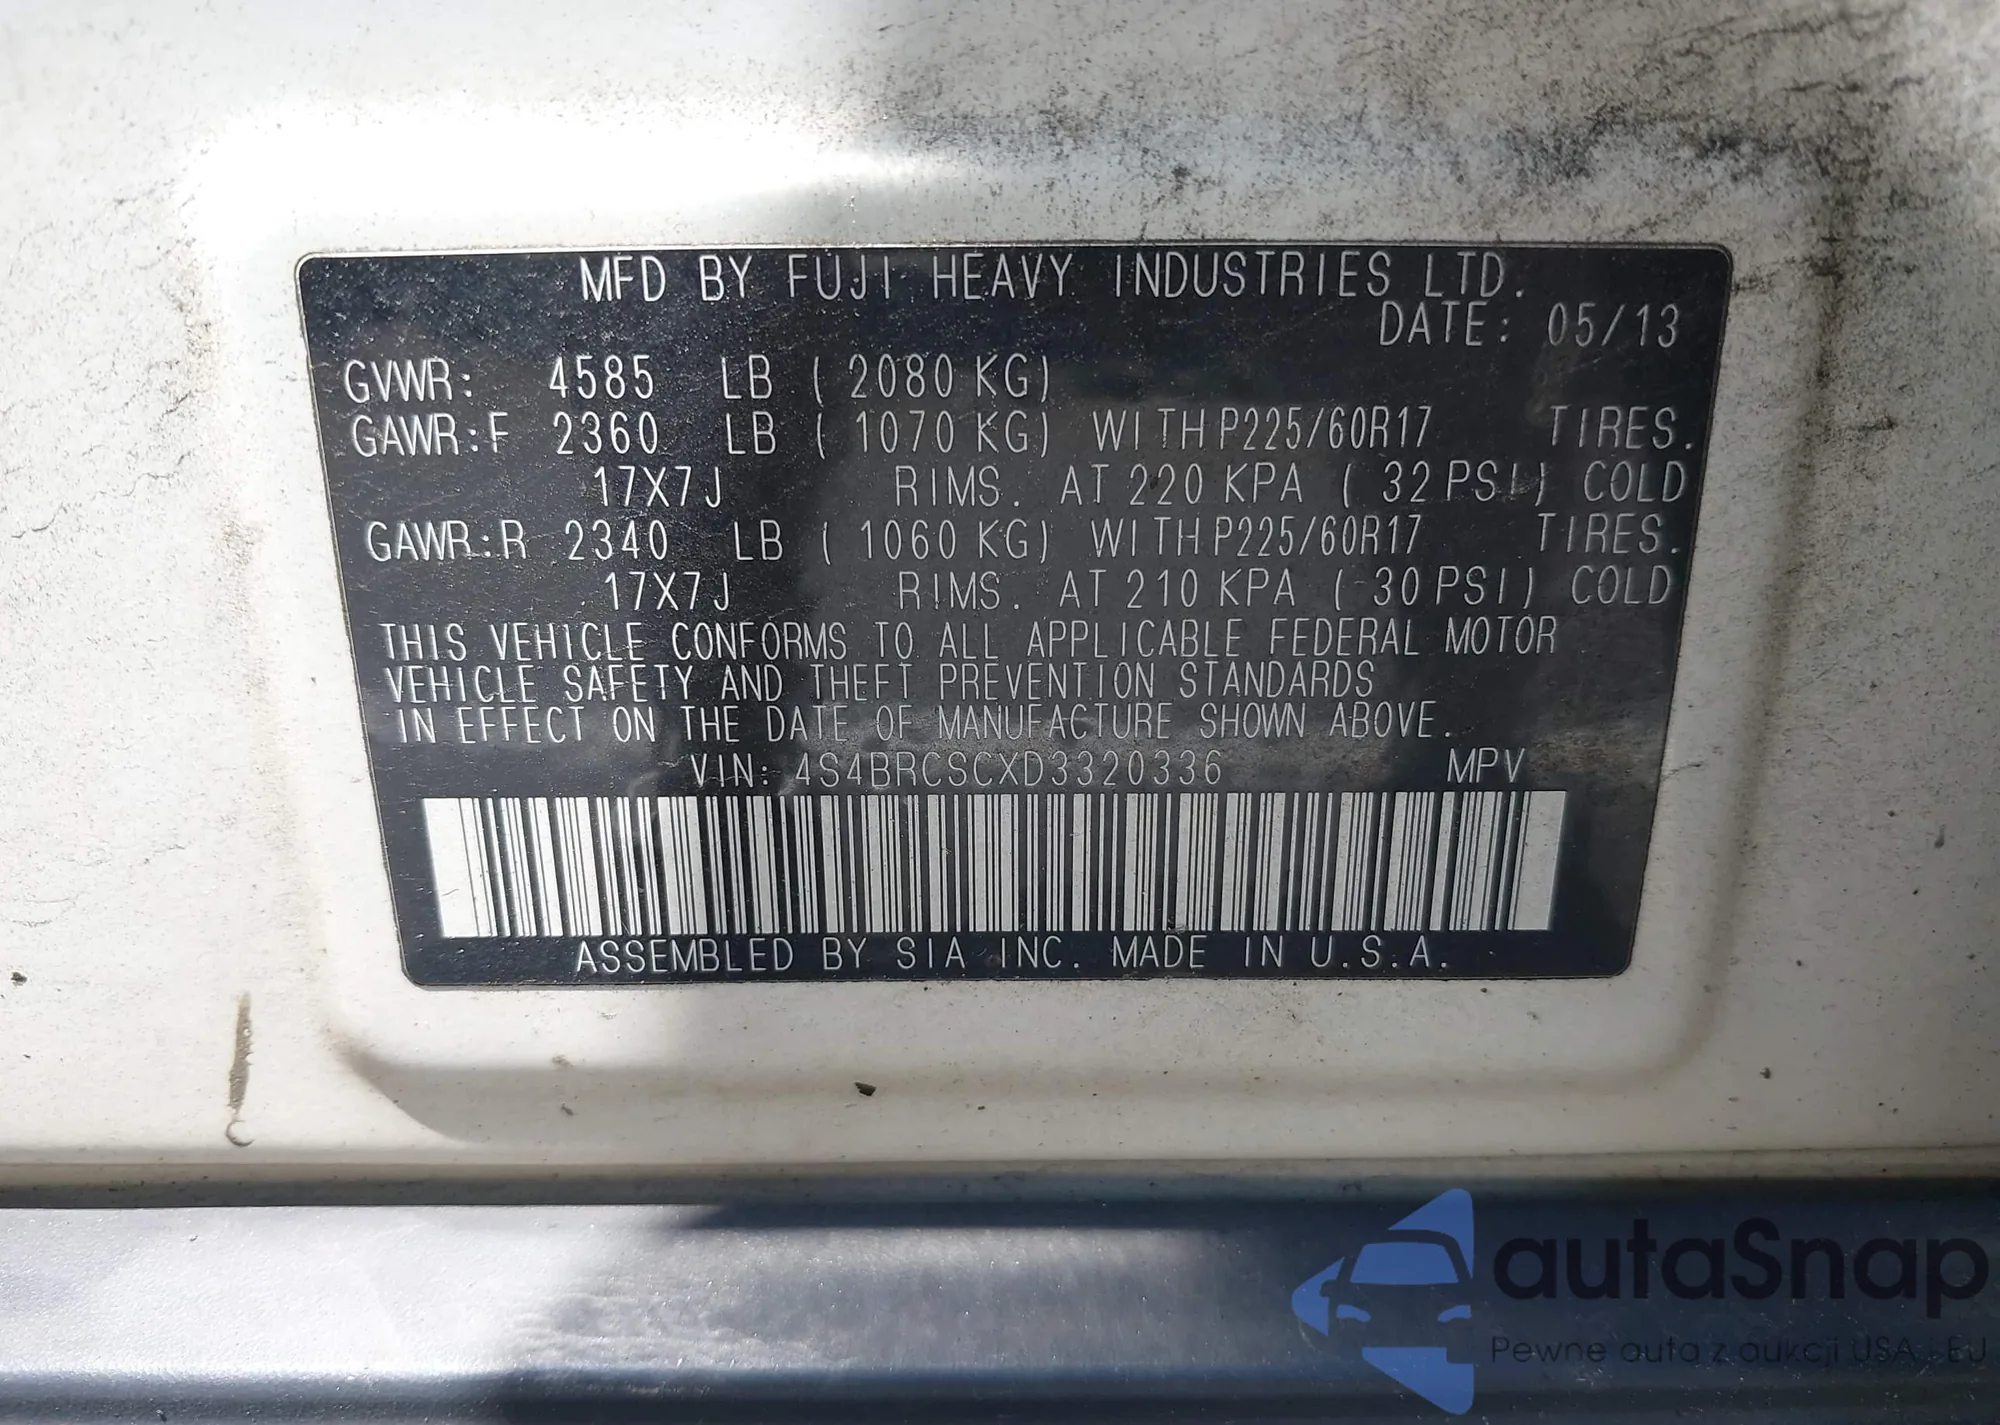 MFD BY FUJI HEAVY INDUSTRIES LTD.
DATE: 05/13
GVWR: 4585 LB ( 2080 KG)
GAWR:F 2360 LB ( 1070 KG) WITH P225/60R17 TIRES.
17X7J RIMS. AT 220 KPA ( 32 PSI) COLD
GAWR:R 2340 LB ( 1060 KG) WITH P225/60R17 TIRES.
17X7J RIMS. AT 210 KPA ( 30 PSI) COLD
THIS VEHICLE CONFORMS TO ALL APPLICABLE FEDERAL MOTOR
VEHICLE SAFETY AND THEFT PREVENTION STANDARDS
IN EFFECT ON THE DATE OF MANUFACTURE SHOWN ABOVE.
VIN: 4S4BRCSCXD3320336 MPV
ASSEMBLED BY SIA INC. MADE IN U.S.A.
autaSnap
Pewne auta z aukcji USA i EU